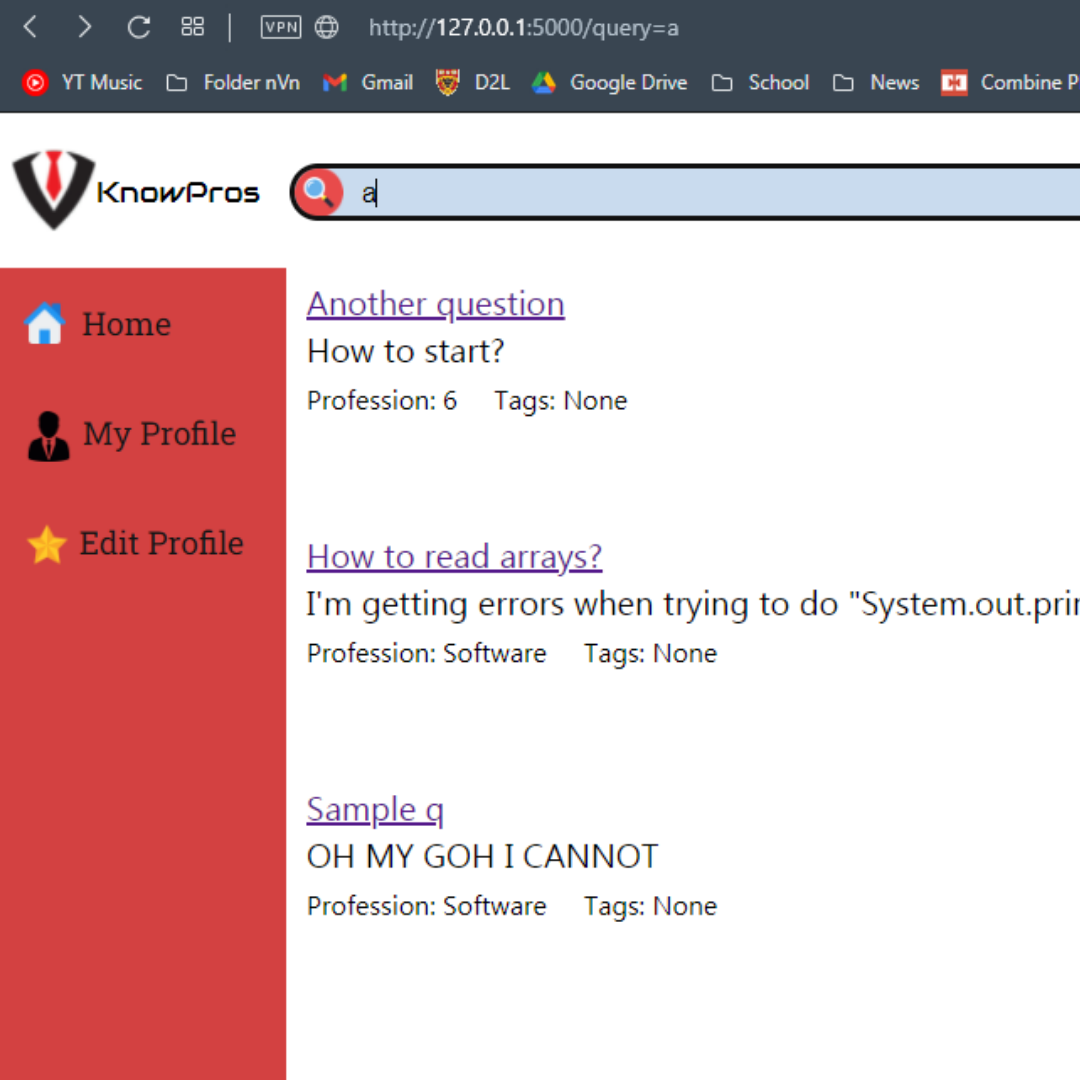 VPN http://127.0.0.1:5000/query=a
YT Music Folder nVn Gmail D2L Google Drive School News Combine P
KnowPros a
Home
My Profile
Edit Profile
Another question
How to start?
Profession: 6 Tags: None
How to read arrays?
I'm getting errors when trying to do "System.out.prin
Profession: Software Tags: None
Sample q
OH MY GOH I CANNOT
Profession: Software Tags: None